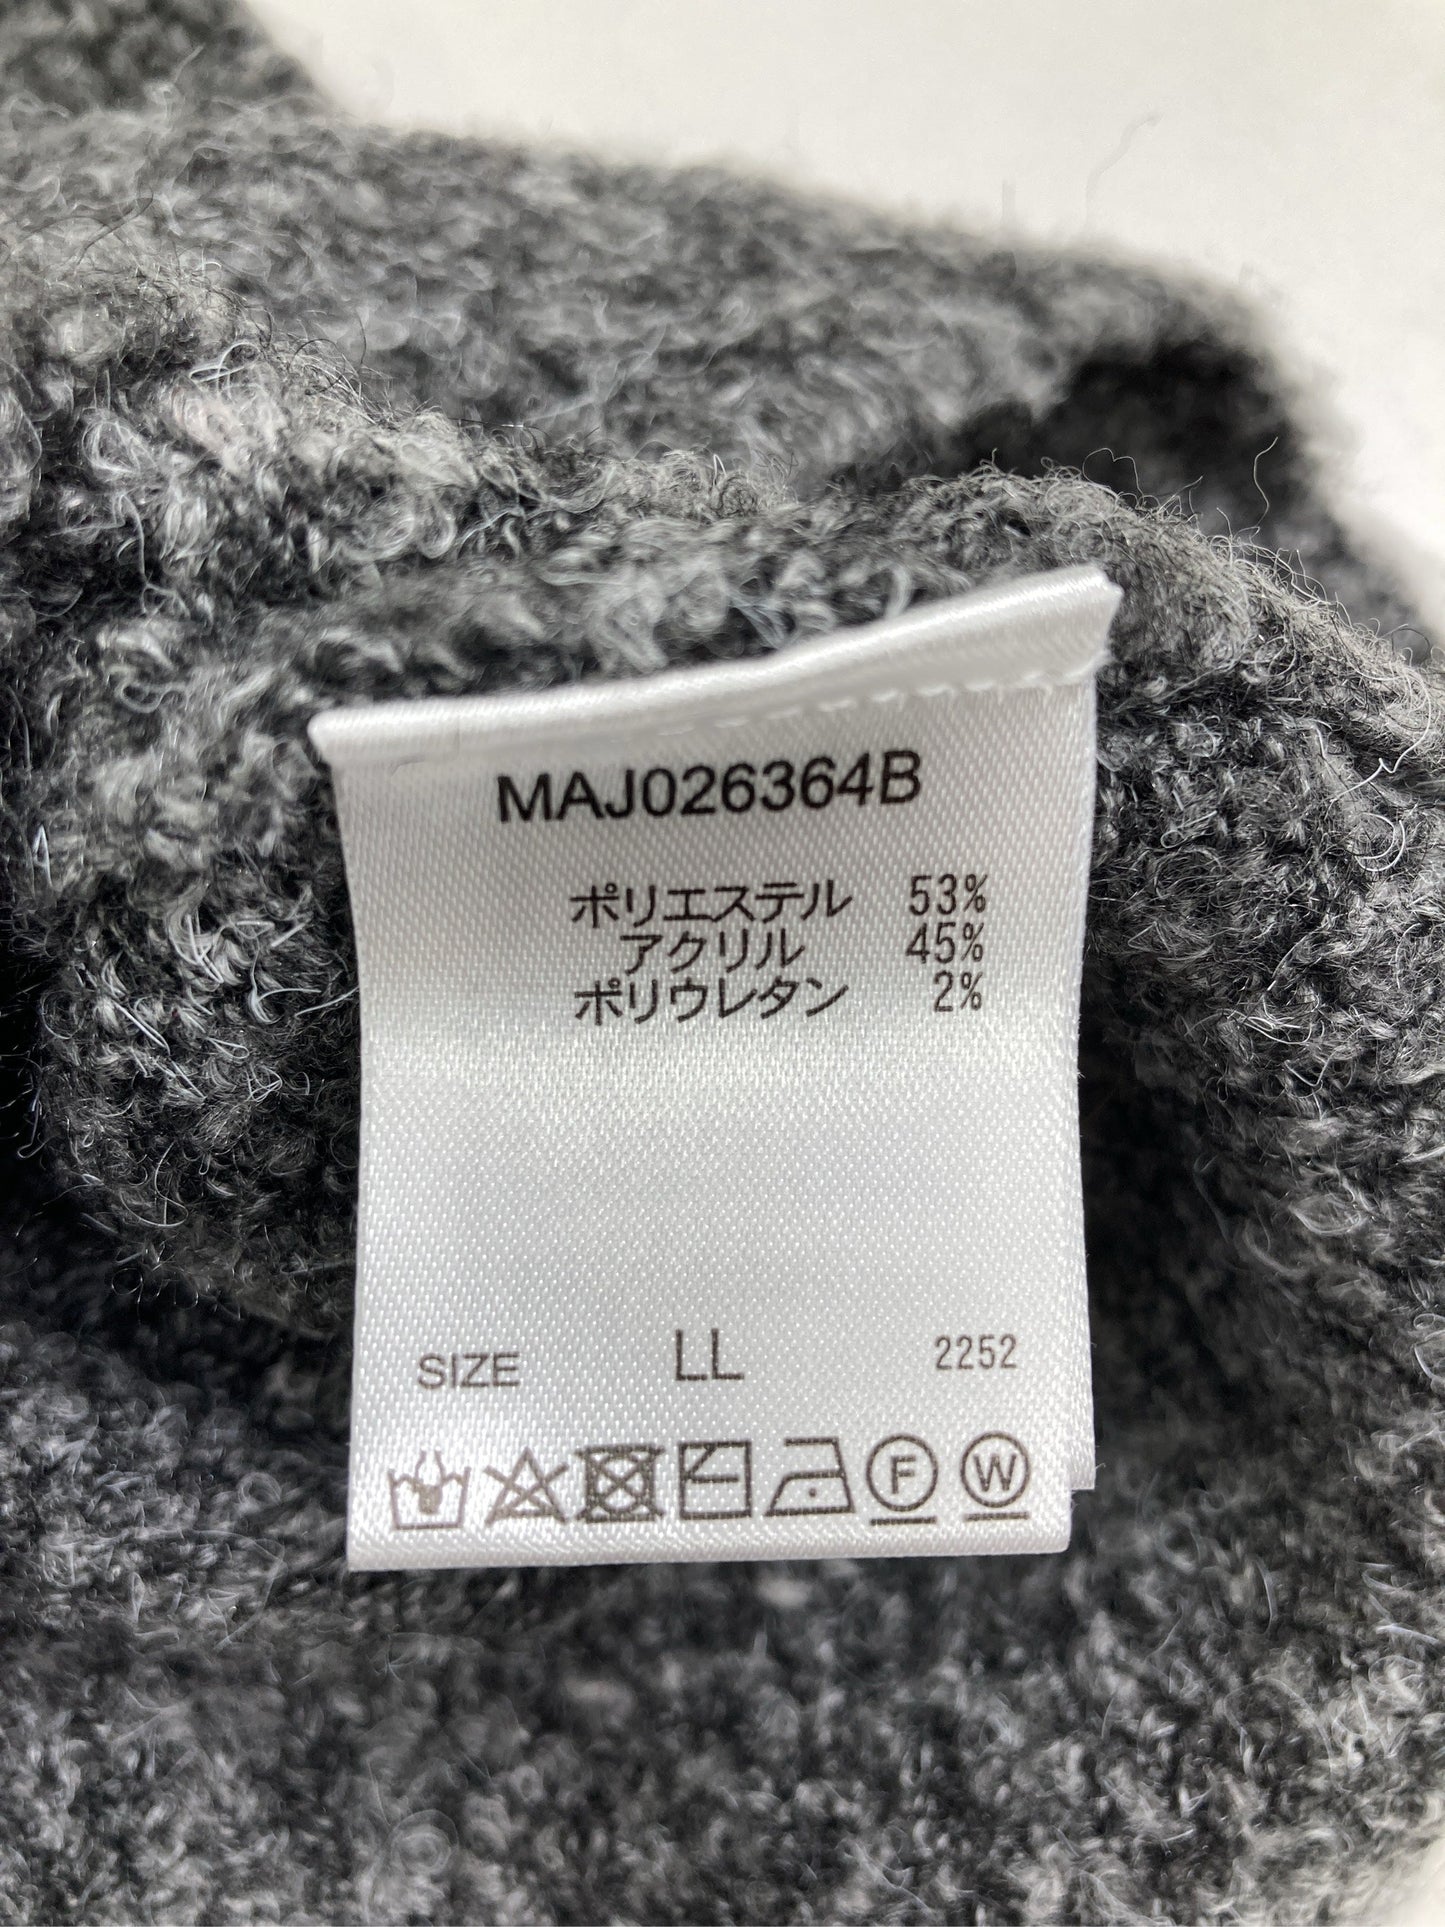 MAJ026364B
ポリエステル 53%
アクリル 45%
ポリウレタン 2%
SIZE LL 2252
F W